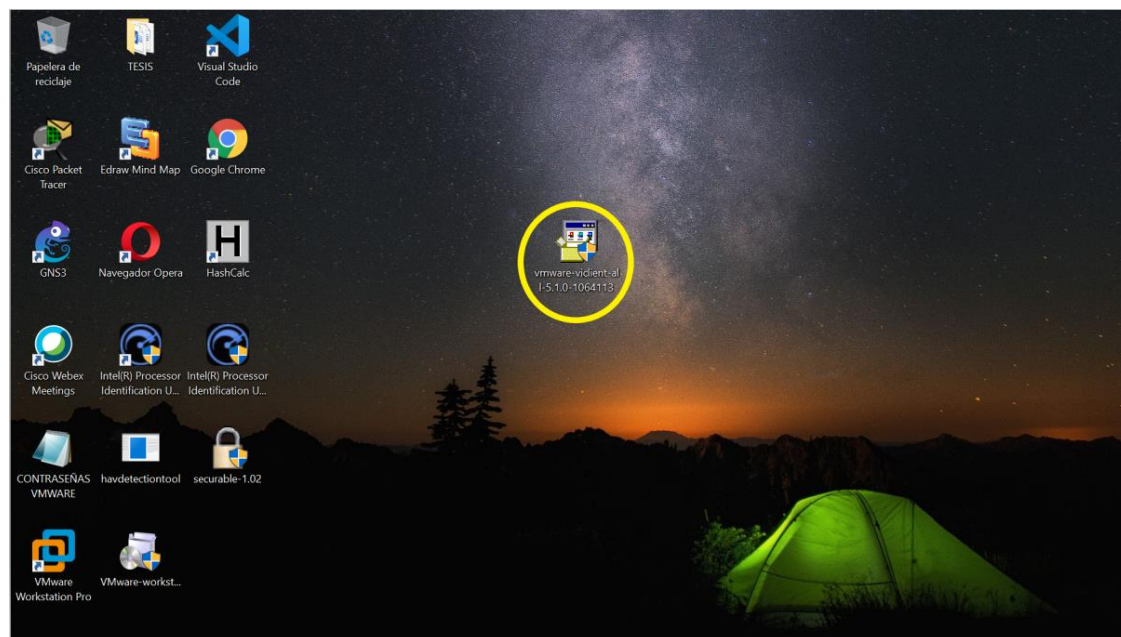 Papelera de
reciclaje
TESIS
Visual Studio
Code
Cisco Packet
Tracer
Edraw Mind Map
Google Chrome
GNS3
Navegador Opera
HashCalc
vmware-viclient-al
l-5.1.0-1064113
Cisco Webex
Meetings
Intel(R) Processor
Identification U...
Intel(R) Processor
Identification U...
CONTRASEÑAS
VMWARE
havdetectiontool
securable-1.02
VMware
Workstation Pro
VMware-workst...